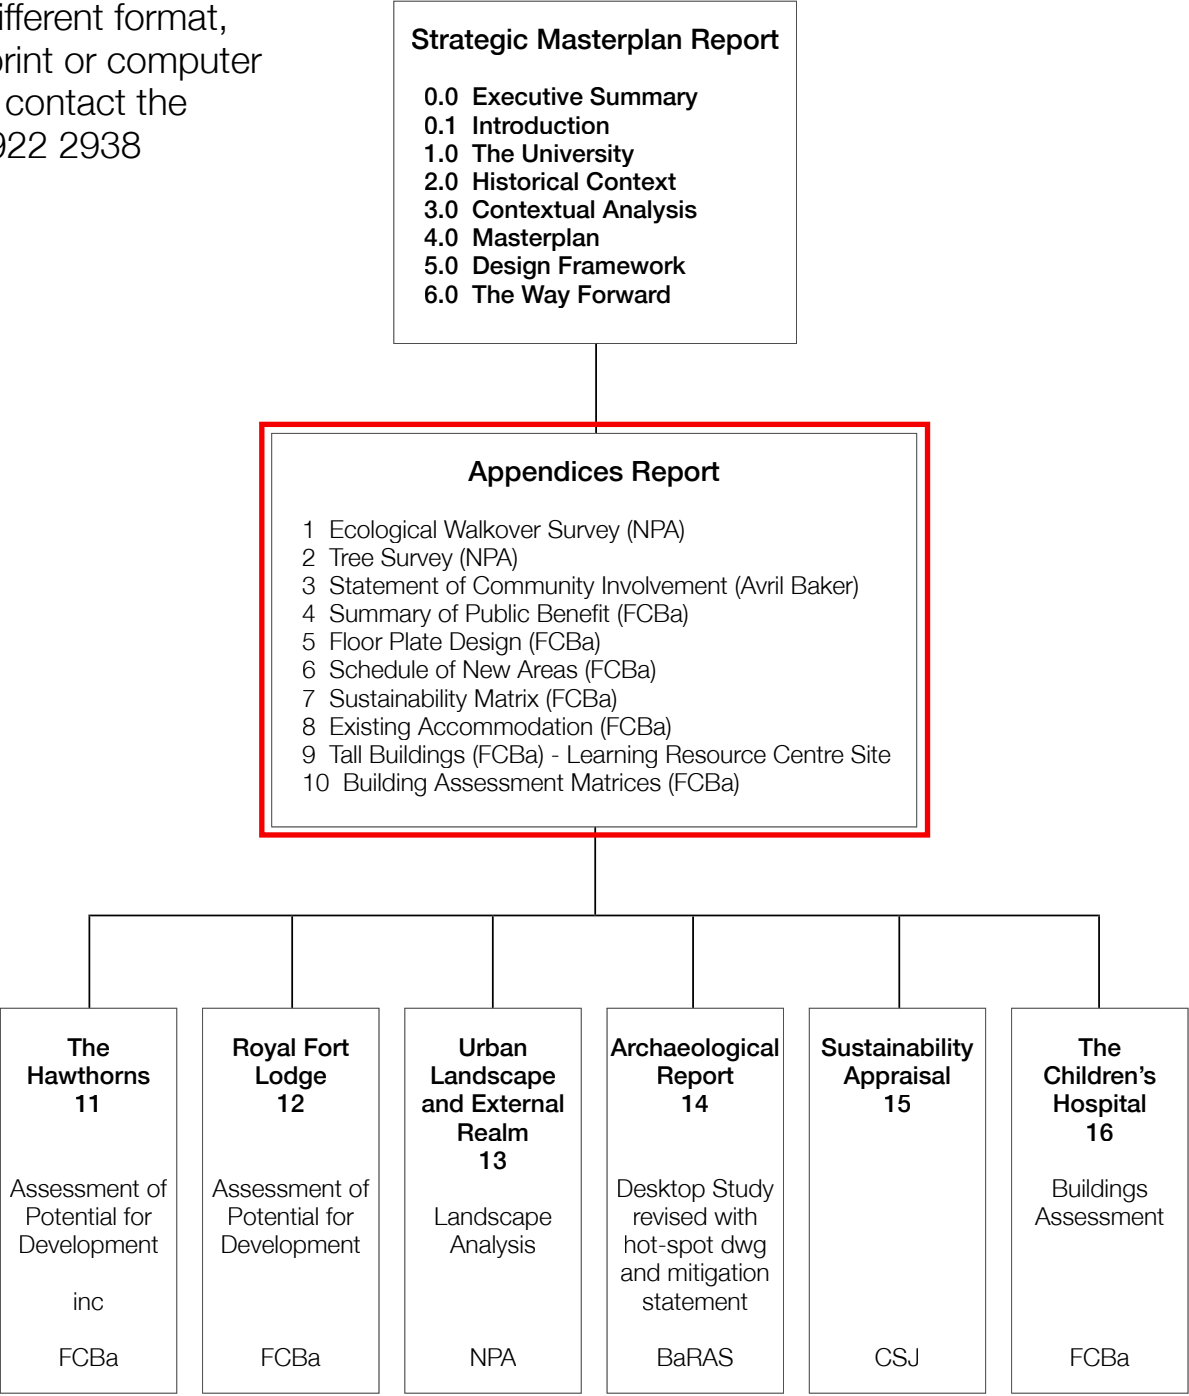 ifferent format,
print or computer
contact the
922 2938
Strategic Masterplan Report
0.0 Executive Summary
0.1 Introduction
1.0 The University
2.0 Historical Context
3.0 Contextual Analysis
4.0 Masterplan
5.0 Design Framework
6.0 The Way Forward
Appendices Report
1 Ecological Walkover Survey (NPA)
2 Tree Survey (NPA)
3 Statement of Community Involvement (Avril Baker)
4 Summary of Public Benefit (FCBa)
5 Floor Plate Design (FCBa)
6 Schedule of New Areas (FCBa)
7 Sustainability Matrix (FCBa)
8 Existing Accommodation (FCBa)
9 Tall Buildings (FCBa) - Learning Resource Centre Site
10 Building Assessment Matrices (FCBa)
The
Hawthorns
11
Assessment of
Potential for
Development
inc
FCBa
Royal Fort
Lodge
12
Assessment of
Potential for
Development
FCBa
Urban
Landscape
and External
Realm
13
Landscape
Analysis
NPA
Archaeological
Report
14
Desktop Study
revised with
hot-spot dwg
and mitigation
statement
BaRAS
Sustainability
Appraisal
15
CSJ
The
Children's
Hospital
16
Buildings
Assessment
FCBa